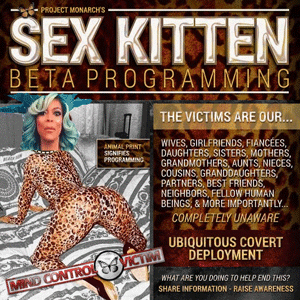 PROJECT MONARCH'S
SEX KITTEN
BETA PROGRAMMING
ANIMAL PRINT
SIGNIFIES
PROGRAMMING
MIND CONTROL VICTIM
THE VICTIMS ARE OUR...
WIVES, GIRLFRIENDS, FIANCÉES,
DAUGHTERS, SISTERS, MOTHERS,
GRANDMOTHERS, AUNTS, NIECES,
COUSINS, GRANDDAUGHTERS,
PARTNERS, BEST FRIENDS,
NEIGHBORS, FELLOW HUMAN
BEINGS, & MORE IMPORTANTLY...
COMPLETELY UNAWARE
UBIQUITOUS COVERT
DEPLOYMENT
WHAT ARE YOU DOING TO HELP END THIS?
SHARE INFORMATION - RAISE AWARENESS